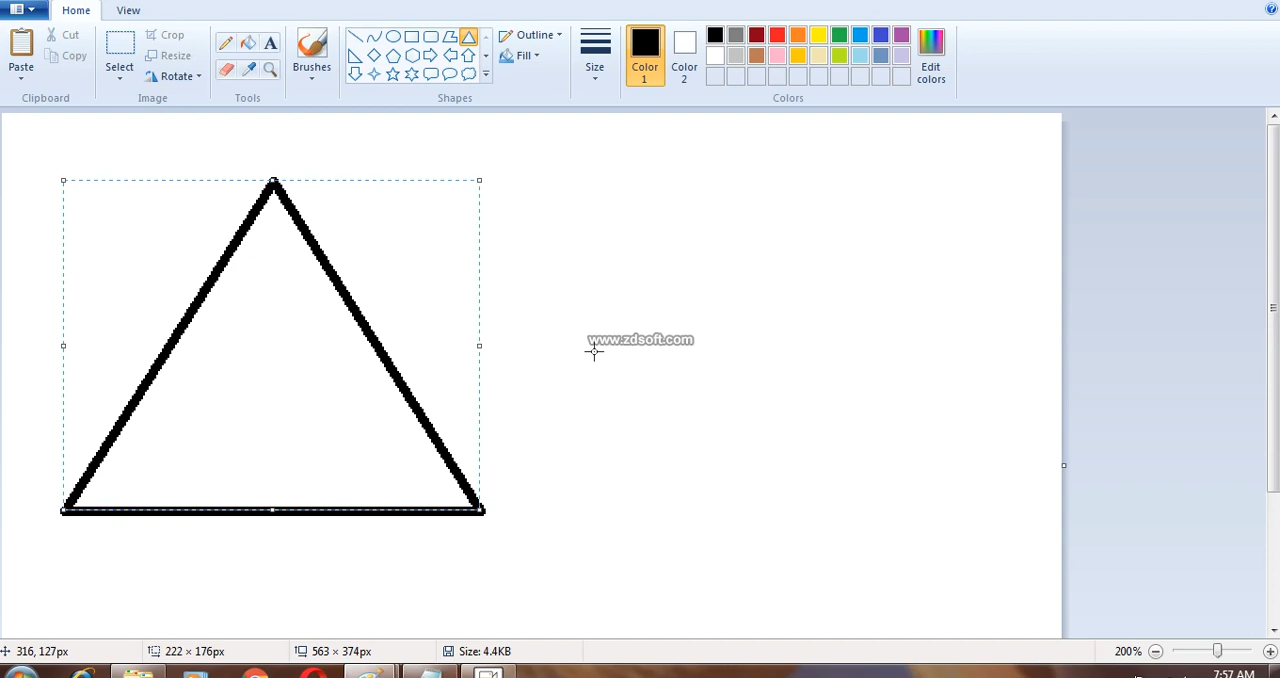 Home View
Cut
Copy
Paste
Crop
Resize
Rotate
Select
Brushes
Outline
Fill
Size
Color
1
Color
2
Edit
colors
Clipboard
Image
Tools
Shapes
Colors
www.zdsoft.com
316, 127px
222 × 176px
563 × 374px
Size: 4.4KB
200%
7:57 AM